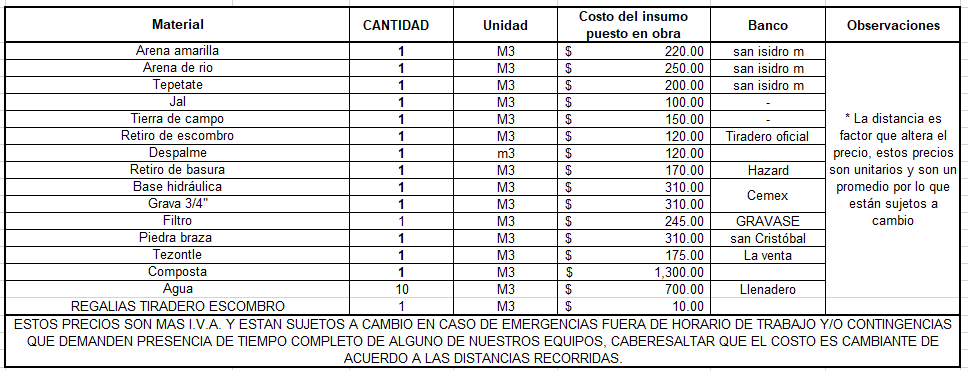 Material CANTIDAD Unidad Costo del insumo puesto en obra Banco Observaciones
Arena amarilla 1 M3 $ 220.00 san isidro m
Arena de rio 1 M3 $ 250.00 san isidro m
Tepetate 1 M3 $ 200.00 san isidro m
Jal 1 M3 $ 100.00 -
Tierra de campo 1 M3 $ 150.00 -
Retiro de escombro 1 M3 $ 120.00 Tiradero oficial
Despalme 1 m3 $ 120.00
Retiro de basura 1 M3 $ 170.00 Hazard
Base hidráulica 1 M3 $ 310.00 Cemex
Grava 3/4" 1 M3 $ 310.00
Filtro 1 M3 $ 245.00 GRAVASE
Piedra braza 1 M3 $ 310.00 san Cristóbal
Tezontle 1 M3 $ 175.00 La venta
Composta 1 M3 $ 1,300.00
Agua 10 M3 $ 700.00 Llenadero
REGALIAS TIRADERO ESCOMBRO 1 M3 $ 10.00
* La distancia es
factor que altera el
precio, estos precios
son unitarios y son un
promedio por lo que
están sujetos a
cambio
ESTOS PRECIOS SON MAS I.V.A. Y ESTAN SUJETOS A CAMBIO EN CASO DE EMERGENCIAS FUERA DE HORARIO DE TRABAJO Y/O CONTINGENCIAS
QUE DEMANDEN PRESENCIA DE TIEMPO COMPLETO DE ALGUNO DE NUESTROS EQUIPOS, CABERESALTAR QUE EL COSTO ES CAMBIANTE DE
ACUERDO A LAS DISTANCIAS RECORRIDAS.